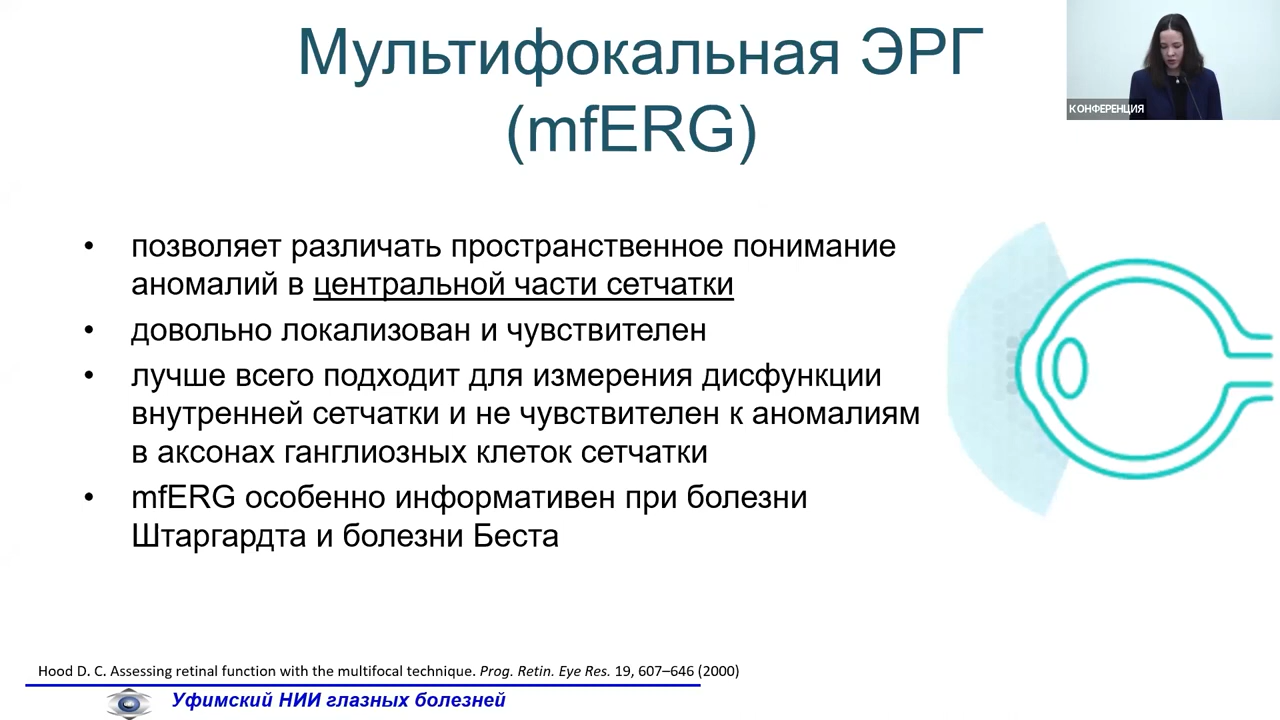 Мультифокальная ЭРГ
(mfERG)
КОНФЕРЕНЦИЯ
• позволяет различать пространственное понимание
аномалий в центральной части сетчатки
• довольно локализован и чувствителен
• лучше всего подходит для измерения дисфункции
внутренней сетчатки и не чувствителен к аномалиям
в аксонах ганглиозных клеток сетчатки
• mfERG особенно информативен при болезни
Штаргардта и болезни Беста
Hood D. C. Assessing retinal function with the multifocal technique. Prog. Retin. Eye Res. 19, 607–646 (2000)
Уфимский НИИ глазных болезней